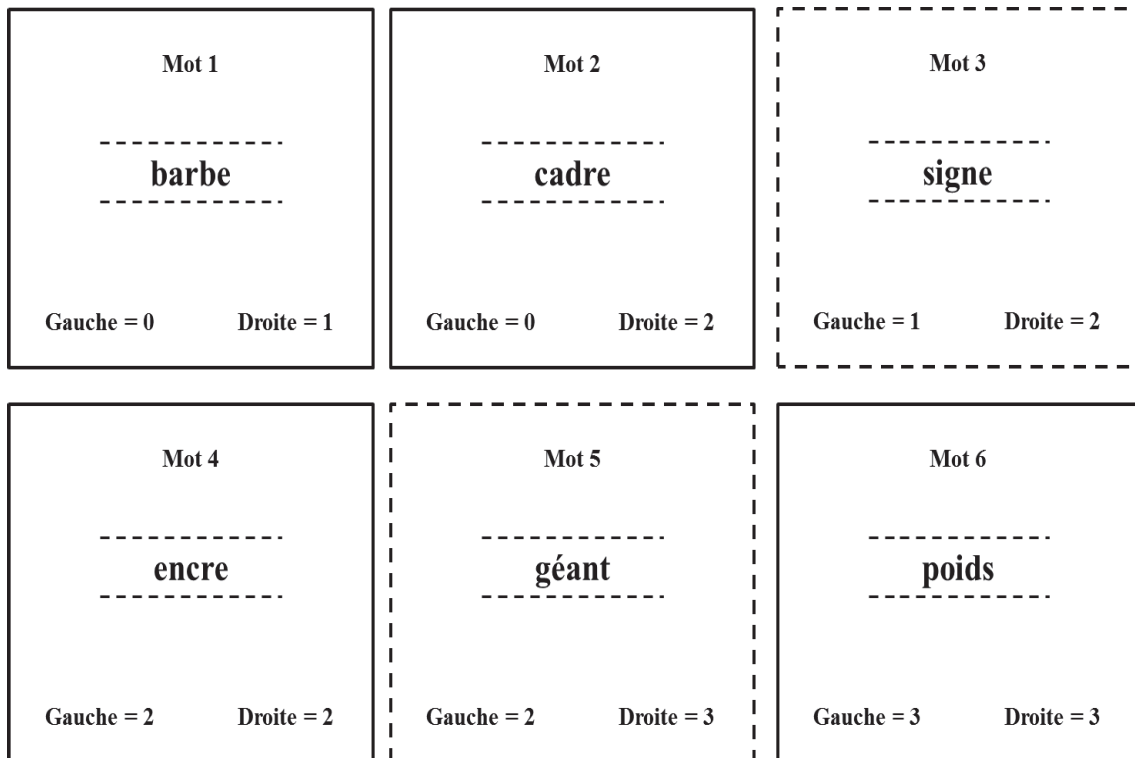 Mot 1
barbe
Gauche = 0 Droite = 1
Mot 2
cadre
Gauche = 0 Droite = 2
Mot 3
signe
Gauche = 1 Droite = 2
Mot 4
encre
Gauche = 2 Droite = 2
Mot 5
géant
Gauche = 2 Droite = 3
Mot 6
poids
Gauche = 3 Droite = 3